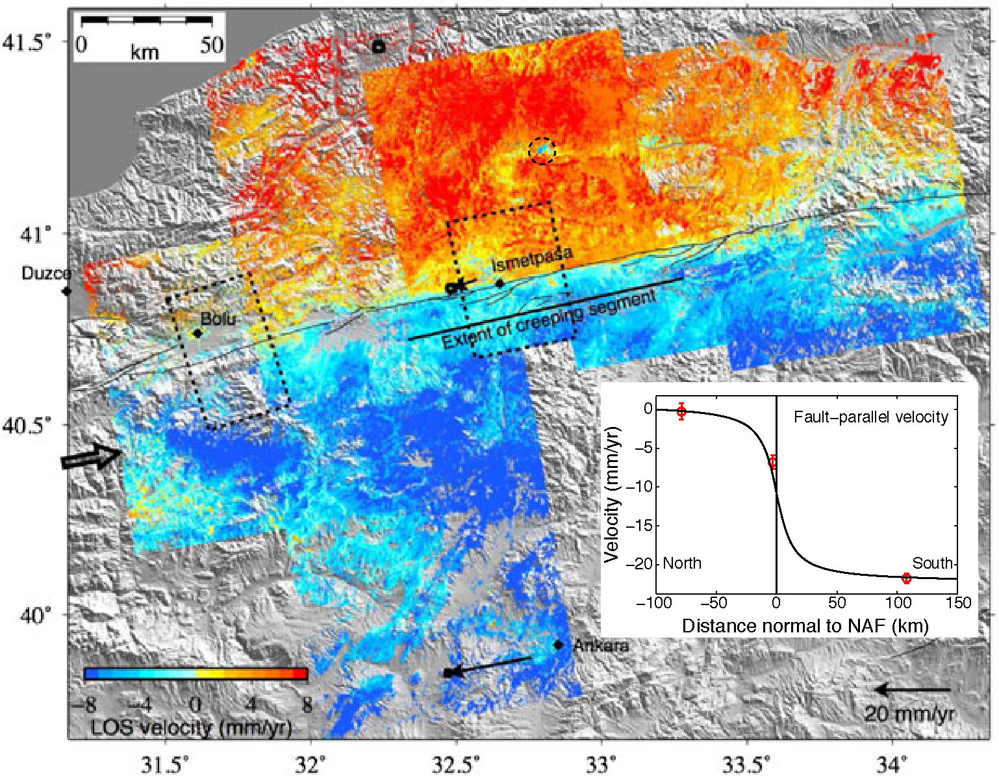 41.5°
41°
40.5°
40°
0 50
km
Duzce
Bolu
Ismetpasa
Extent of creeping segment
Ankara
−8 −4 0 4 8
LOS velocity (mm/yr)
20 mm/yr
Fault−parallel velocity
Velocity (mm/yr)
0
−5
−10
−15
−20
North South
−100 −50 0 50 100 150
Distance normal to NAF (km)
31.5° 32° 32.5° 33° 33.5° 34°